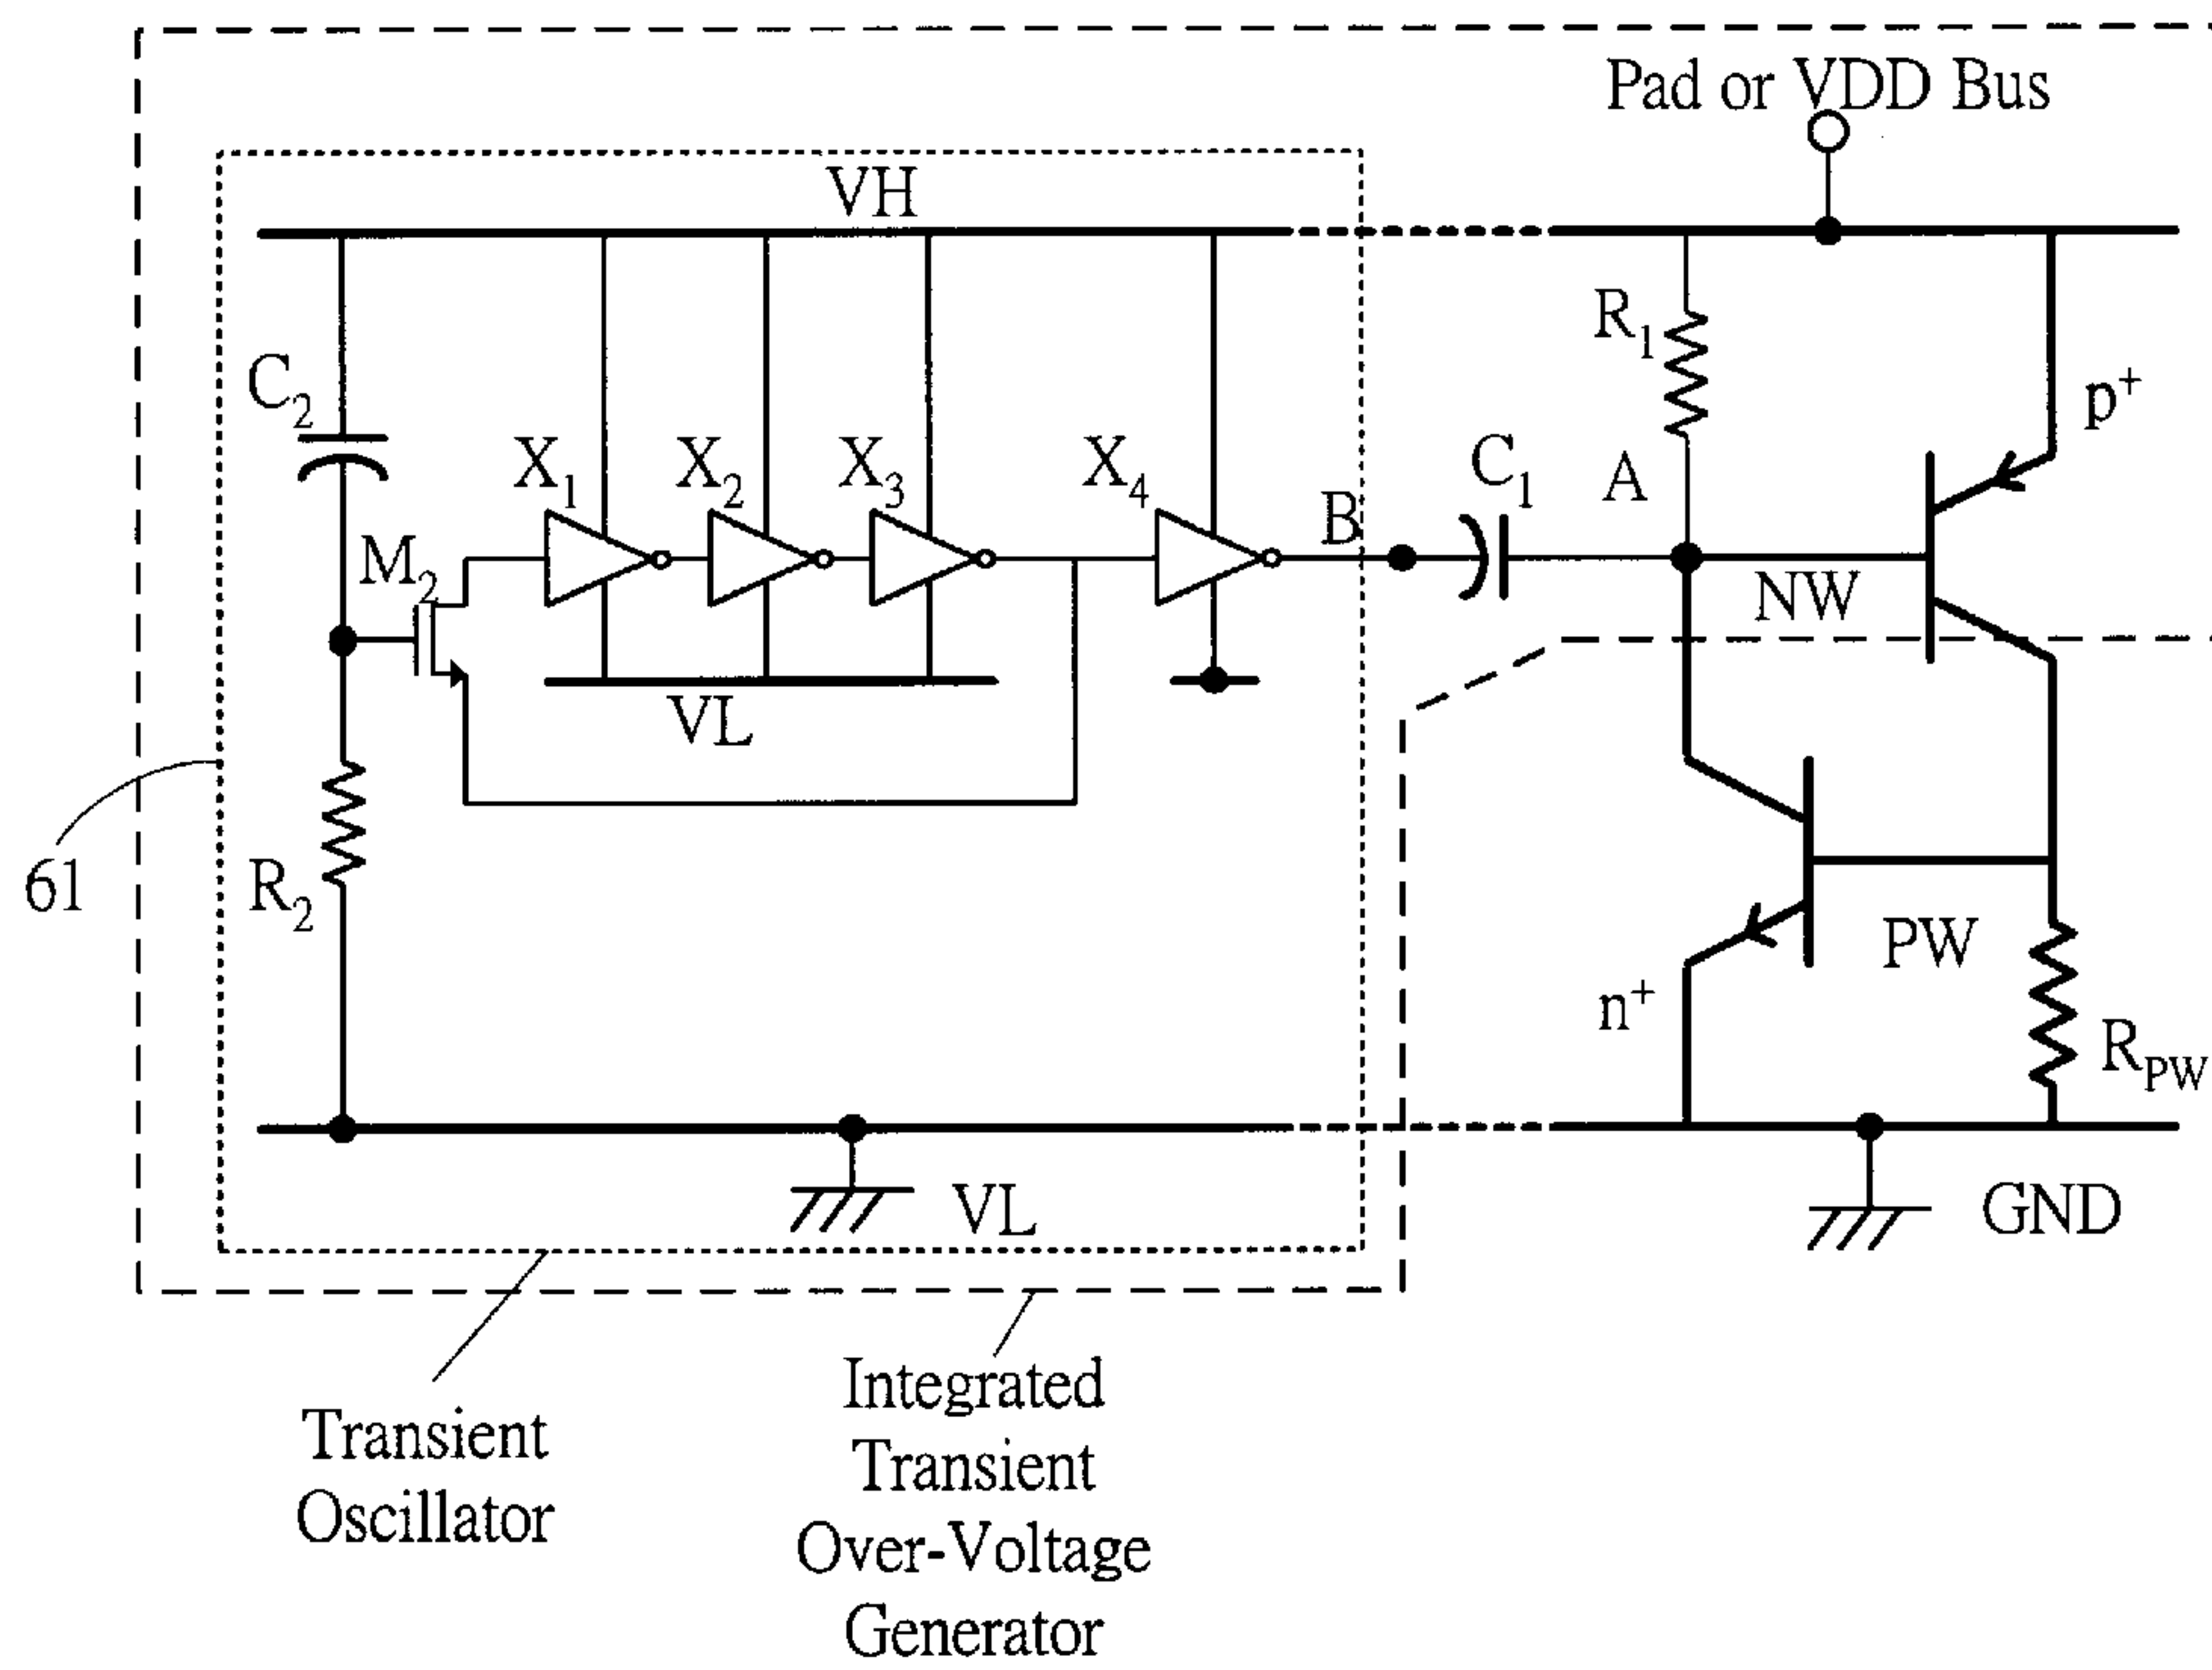 Pad or VDD Bus
VH
R1
C2
p+
X1
X2
X3
X4
C1
A
B
M2
NW
VL
61
R2
PW
n+
RPW
VL
GND
Transient
Oscillator
Integrated
Transient
Over-Voltage
Generator